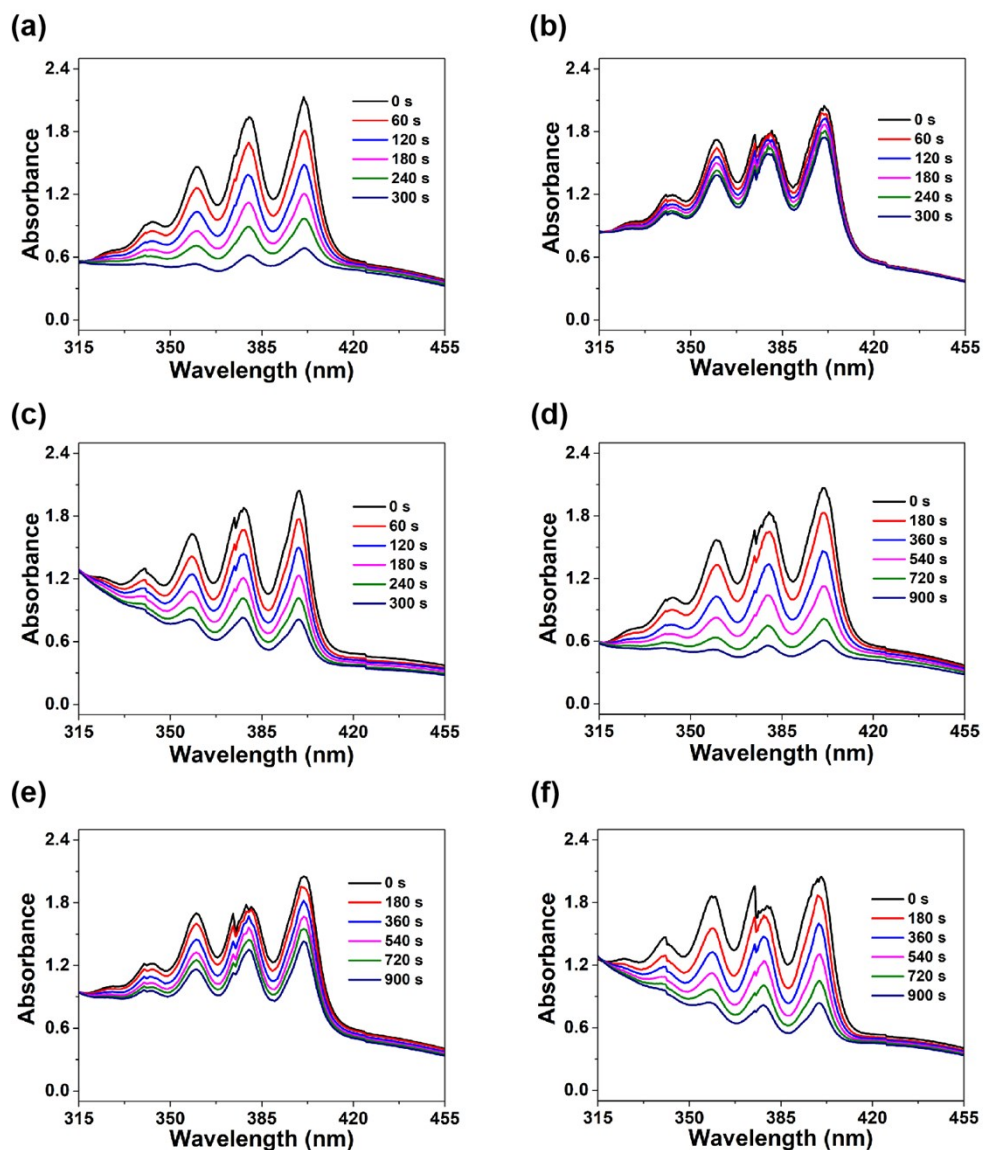 (a)
Absorbance
2.4
1.8
1.2
0.6
0.0
0 s
60 s
120 s
180 s
240 s
300 s
315 350 385 420 455
Wavelength (nm)
(b)
Absorbance
2.4
1.8
1.2
0.6
0.0
0 s
60 s
120 s
180 s
240 s
300 s
315 350 385 420 455
Wavelength (nm)
(c)
Absorbance
2.4
1.8
1.2
0.6
0.0
0 s
60 s
120 s
180 s
240 s
300 s
315 350 385 420 455
Wavelength (nm)
(d)
Absorbance
2.4
1.8
1.2
0.6
0.0
0 s
180 s
360 s
540 s
720 s
900 s
315 350 385 420 455
Wavelength (nm)
(e)
Absorbance
2.4
1.8
1.2
0.6
0.0
0 s
180 s
360 s
540 s
720 s
900 s
315 350 385 420 455
Wavelength (nm)
(f)
Absorbance
2.4
1.8
1.2
0.6
0.0
0 s
180 s
360 s
540 s
720 s
900 s
315 350 385 420 455
Wavelength (nm)